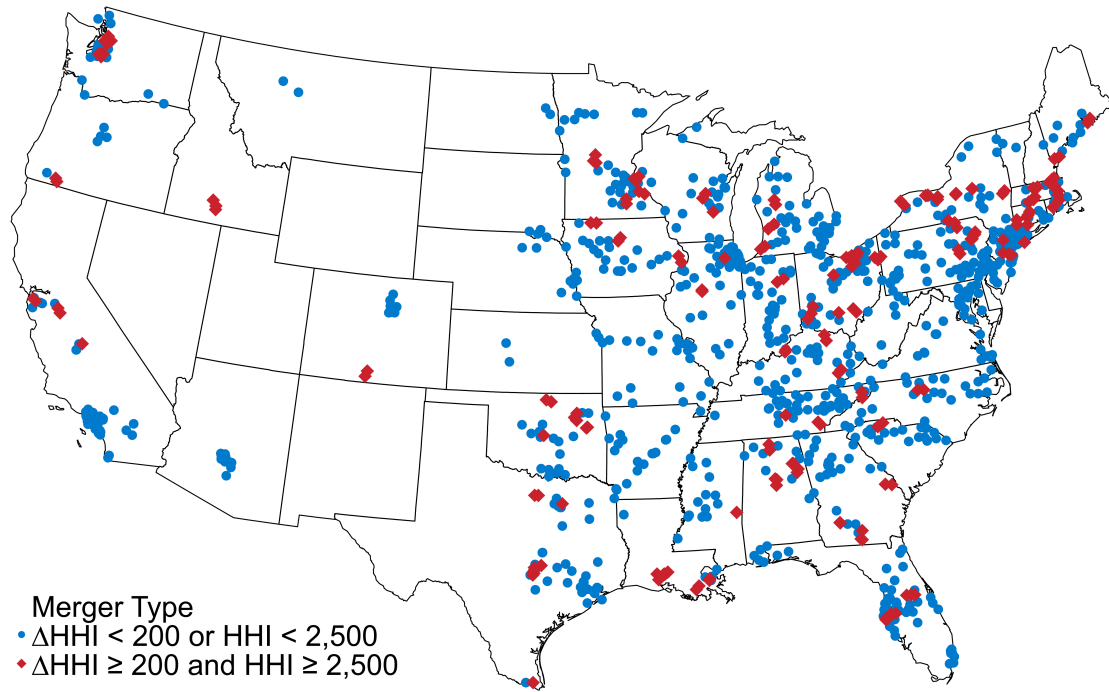 Merger Type
ΔHHI < 200 or HHI < 2,500
ΔHHI ≥ 200 and HHI ≥ 2,500